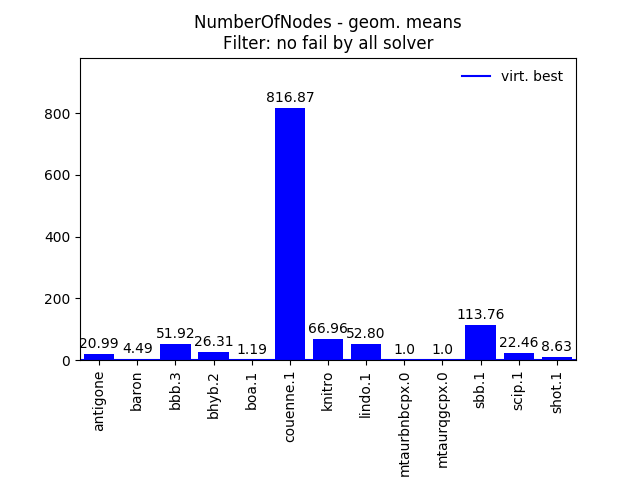 NumberOfNodes - geom. means
Filter: no fail by all solver
virt. best
800
600
400
200
0
20.99
4.49
51.92
26.31
1.19
816.87
66.96
52.80
1.0
1.0
113.76
22.46
8.63
antigone
baron
bbb.3
bhyb.2
boa.1
couenne.1
knitro
lindo.1
mtaurbnbcpx.0
mtaurqgcpx.0
sbb.1
scip.1
shot.1